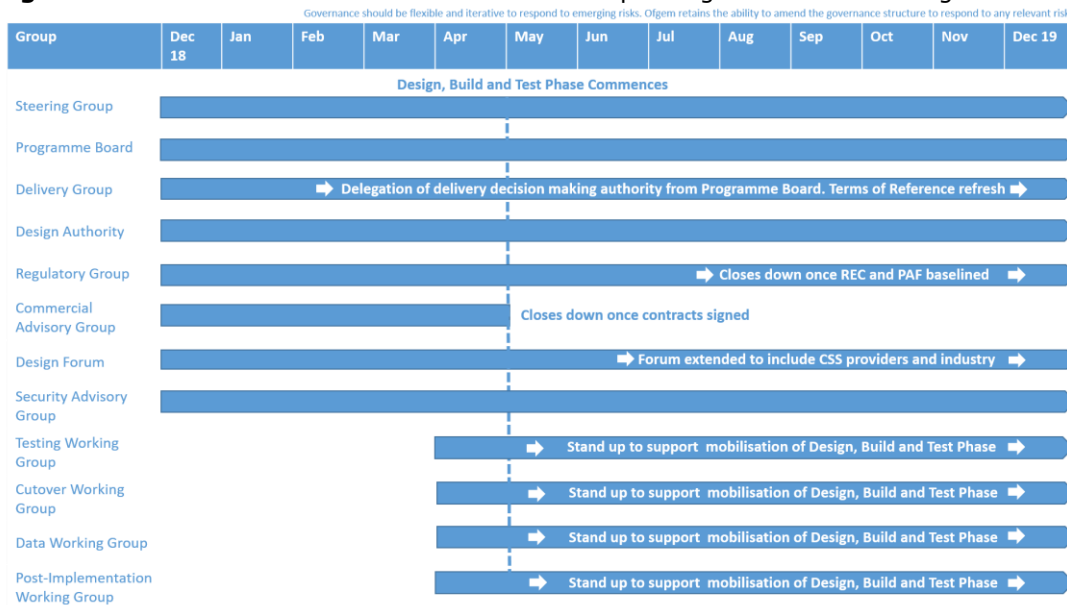 Governance should be flexible and iterative to respond to emerging risks. Ofgem retains the ability to amend the governance structure to respond to any relevant risk
Group Dec 18 Jan Feb Mar Apr May Jun Jul Aug Sep Oct Nov Dec 19
Design, Build and Test Phase Commences
Steering Group
Programme Board
Delivery Group
Delegation of delivery decision making authority from Programme Board. Terms of Reference refresh
Design Authority
Regulatory Group
Closes down once REC and PAF baselined
Commercial
Advisory Group
Closes down once contracts signed
Design Forum
Forum extended to include CSS providers and industry
Security Advisory
Group
Testing Working
Group
Stand up to support mobilisation of Design, Build and Test Phase
Cutover Working
Group
Stand up to support mobilisation of Design, Build and Test Phase
Data Working Group
Stand up to support mobilisation of Design, Build and Test Phase
Post-Implementation
Working Group
Stand up to support mobilisation of Design, Build and Test Phase